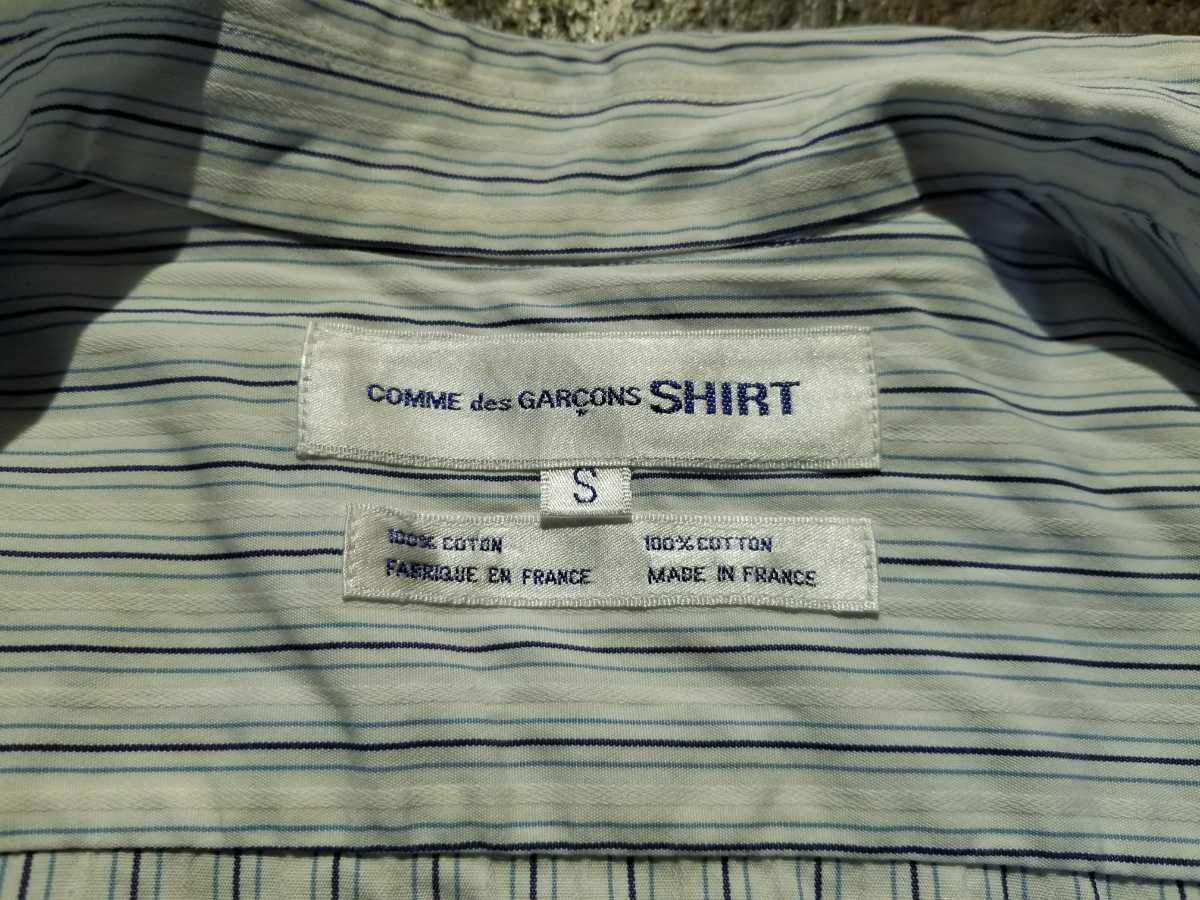 COMME des GARÇONS SHIRT
S
100% COTON 100% COTTON
FABRIQUE EN FRANCE MADE IN FRANCE